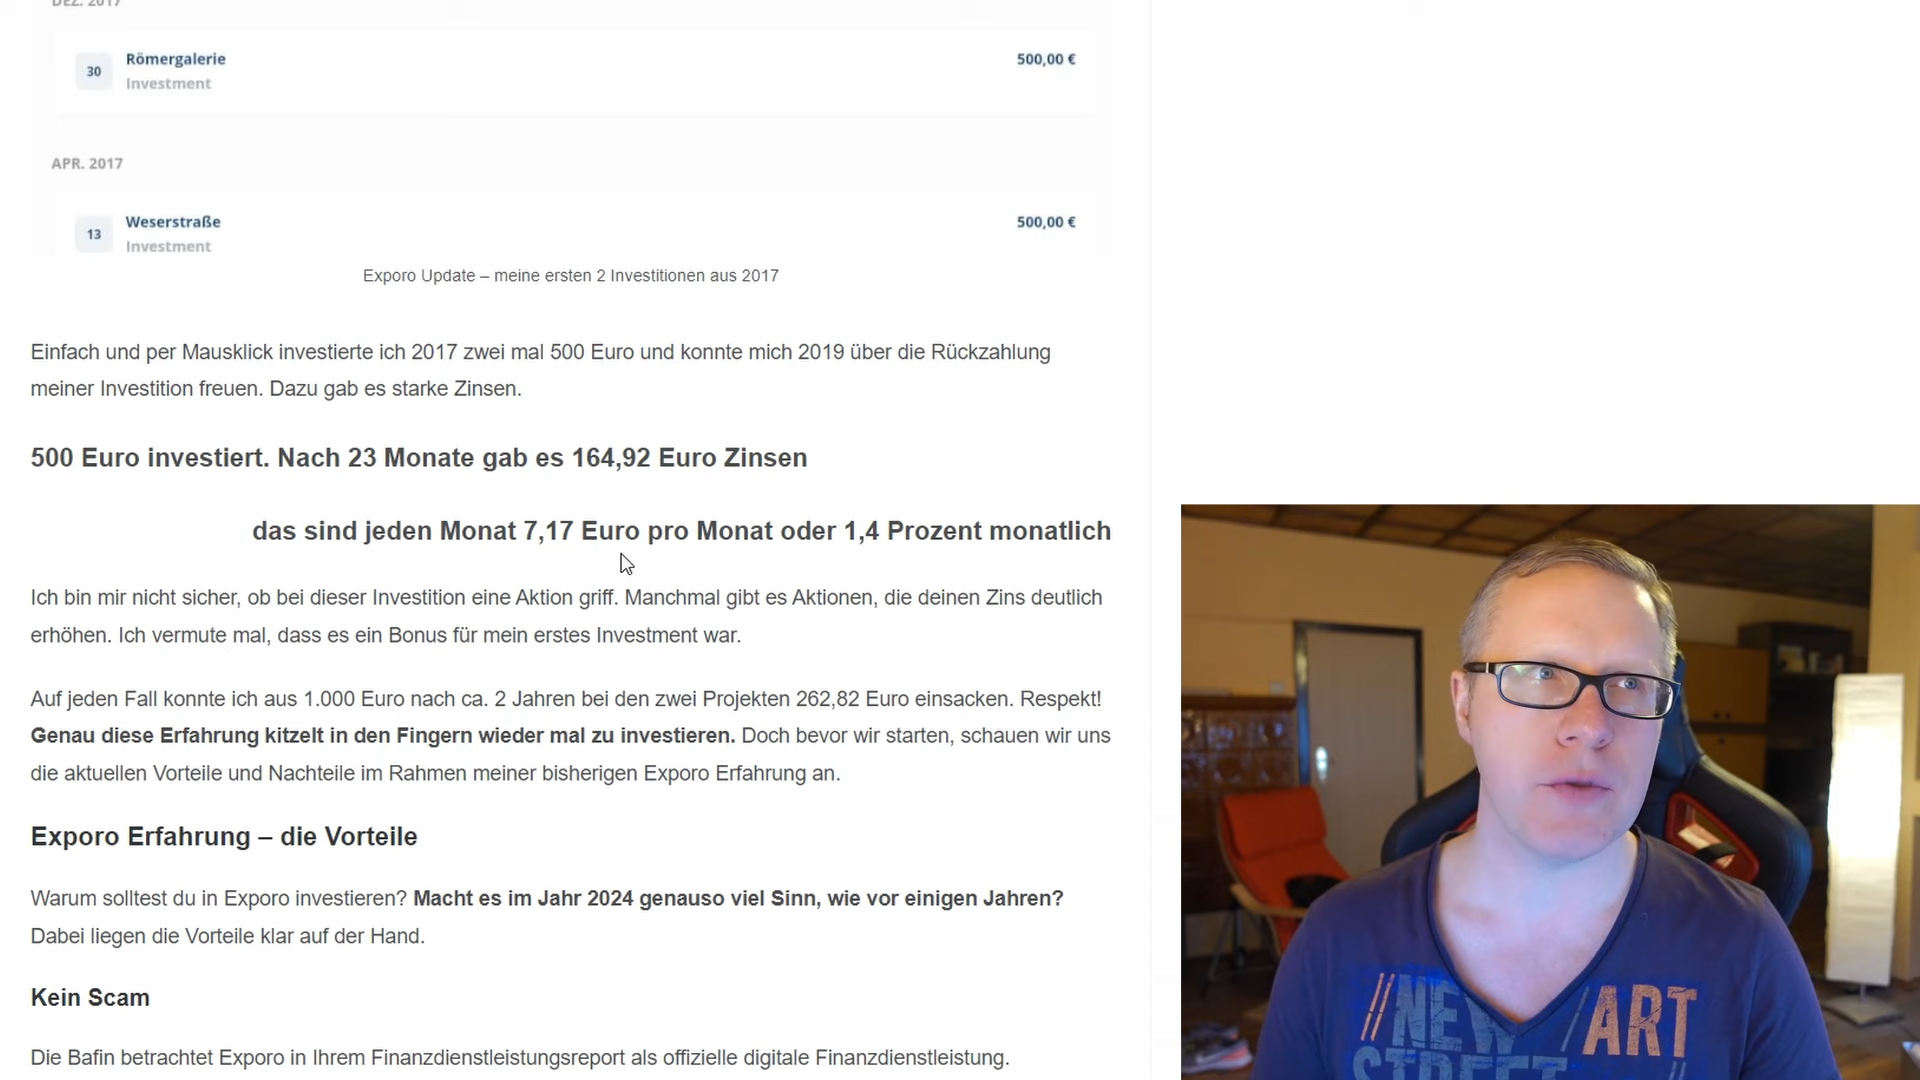 DEZ. 2017
30
Römergalerie
500,00 €
Investment
APR. 2017
13
Weserstraße
500,00 €
Investment
Exporo Update – meine ersten 2 Investitionen aus 2017
Einfach und per Mausklick investierte ich 2017 zwei mal 500 Euro und konnte mich 2019 über die Rückzahlung
meiner Investition freuen. Dazu gab es starke Zinsen.
500 Euro investiert. Nach 23 Monate gab es 164,92 Euro Zinsen
das sind jeden Monat 7,17 Euro pro Monat oder 1,4 Prozent monatlich
Ich bin mir nicht sicher, ob bei dieser Investition eine Aktion griff. Manchmal gibt es Aktionen, die deinen Zins deutlich
erhöhen. Ich vermute mal, dass es ein Bonus für mein erstes Investment war.
Auf jeden Fall konnte ich aus 1.000 Euro nach ca. 2 Jahren bei den zwei Projekten 262,82 Euro einsacken. Respekt!
Genau diese Erfahrung kitzelt in den Fingern wieder mal zu investieren. Doch bevor wir starten, schauen wir uns
die aktuellen Vorteile und Nachteile im Rahmen meiner bisherigen Exporo Erfahrung an.
Exporo Erfahrung – die Vorteile
Warum solltest du in Exporo investieren? Macht es im Jahr 2024 genauso viel Sinn, wie vor einigen Jahren?
Dabei liegen die Vorteile klar auf der Hand.
Kein Scam
Die Bafin betrachtet Exporo in Ihrem Finanzdienstleistungsreport als offizielle digitale Finanzdienstleistung.
//NEW/ART
STREET